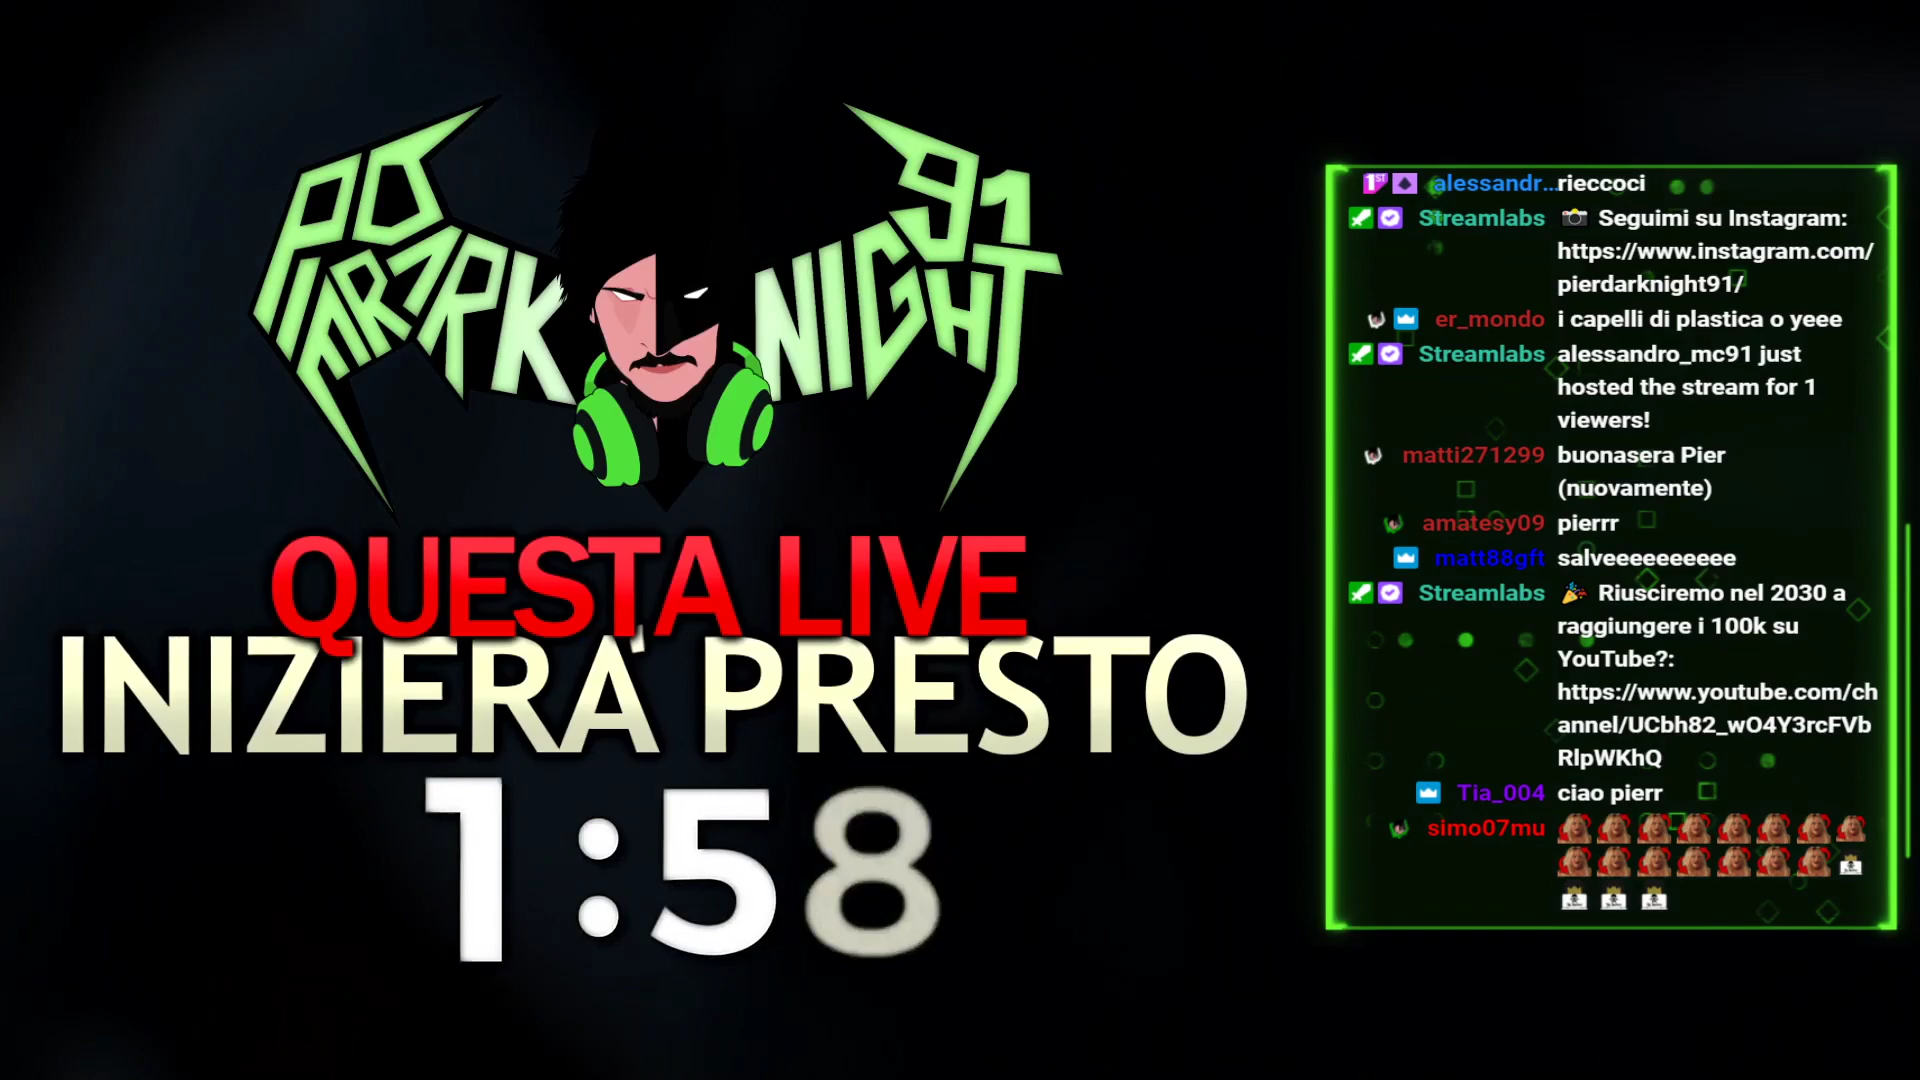 PIERDARKNIGHT91
QUESTA LIVE
INIZIERA' PRESTO
1:58
alessandr... rieccoci
Streamlabs Seguimi su Instagram:
https://www.instagram.com/
pierdarknight91/
er_mondo i capelli di plastica o yeee
Streamlabs alessandro_mc91 just
hosted the stream for 1
viewers!
matti271299 buonasera Pier
(nuovamente)
amatesy09 pierrr
matt88gft salveeeeeeeeee
Streamlabs 🎉 Riusciremo nel 2030 a
raggiungere i 100k su
YouTube?:
https://www.youtube.com/ch
annel/UCbh82_wO4Y3rcFVb
RlpWKhQ
Tia_004 ciao pierr
simo07mu